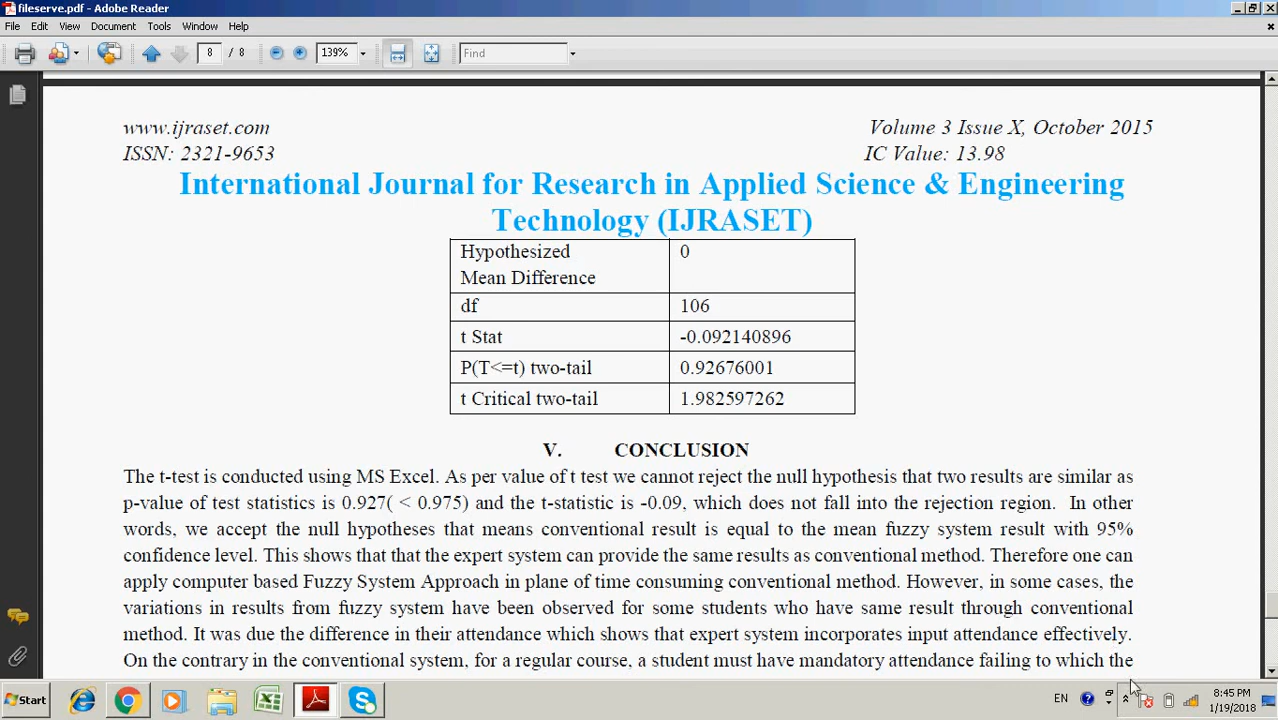 fileserve.pdf - Adobe Reader
File Edit View Document Tools Window Help
8 / 8 139% Find
www.ijraset.com Volume 3 Issue X, October 2015
ISSN: 2321-9653 IC Value: 13.98
International Journal for Research in Applied Science & Engineering
Technology (IJRASET)
Hypothesized 0
Mean Difference
df 106
t Stat -0.092140896
P(T<=t) two-tail 0.92676001
t Critical two-tail 1.982597262
V. CONCLUSION
The t-test is conducted using MS Excel. As per value of t test we cannot reject the null hypothesis that two results are similar as
p-value of test statistics is 0.927( < 0.975) and the t-statistic is -0.09, which does not fall into the rejection region. In other
words, we accept the null hypotheses that means conventional result is equal to the mean fuzzy system result with 95%
confidence level. This shows that that the expert system can provide the same results as conventional method. Therefore one can
apply computer based Fuzzy System Approach in plane of time consuming conventional method. However, in some cases, the
variations in results from fuzzy system have been observed for some students who have same result through conventional
method. It was due the difference in their attendance which shows that expert system incorporates input attendance effectively.
On the contrary in the conventional system, for a regular course, a student must have mandatory attendance failing to which the
Start EN 8:45 PM
1/19/2018